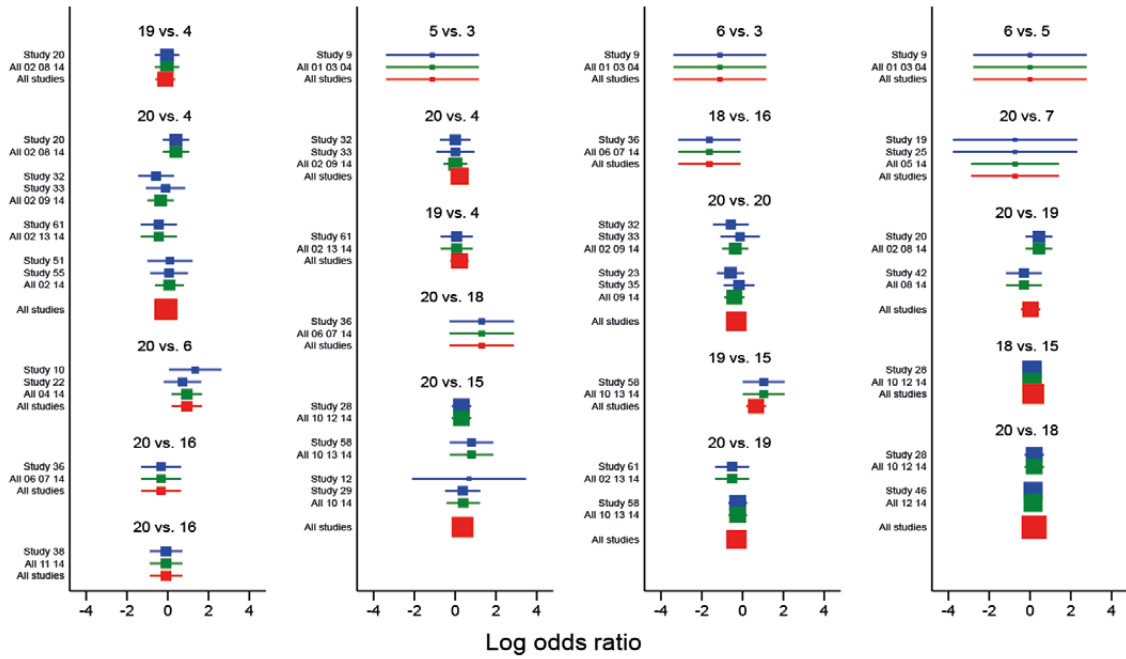 19 vs. 4
Study 20
All 02 08 14
All studies
20 vs. 4
Study 20
All 02 08 14
Study 32
Study 33
All 02 09 14
Study 61
All 02 13 14
Study 51
Study 55
All 02 14
All studies
20 vs. 6
Study 10
Study 22
All 04 14
All studies
20 vs. 16
Study 36
All 06 07 14
All studies
20 vs. 16
Study 38
All 11 14
All studies
-4 -2 0 2 4
5 vs. 3
Study 9
All 01 03 04
All studies
20 vs. 4
Study 32
Study 33
All 02 09 14
All studies
19 vs. 4
Study 61
All 02 13 14
All studies
20 vs. 18
Study 36
All 06 07 14
All studies
20 vs. 15
Study 28
All 10 12 14
Study 58
All 10 13 14
Study 12
Study 29
All 10 14
All studies
-4 -2 0 2 4
6 vs. 3
Study 9
All 01 03 04
All studies
18 vs. 16
Study 36
All 06 07 14
All studies
20 vs. 20
Study 32
Study 33
All 02 09 14
Study 23
Study 35
All 09 14
All studies
19 vs. 15
Study 58
All 10 13 14
All studies
20 vs. 19
Study 61
All 02 13 14
Study 58
All 10 13 14
All studies
-4 -2 0 2 4
6 vs. 5
Study 9
All 01 03 04
All studies
20 vs. 7
Study 19
Study 25
All 05 14
All studies
20 vs. 19
Study 20
All 02 08 14
Study 42
All 08 14
All studies
18 vs. 15
Study 28
All 10 12 14
All studies
20 vs. 18
Study 28
All 10 12 14
Study 46
All 12 14
All studies
-4 -2 0 2 4
Log odds ratio